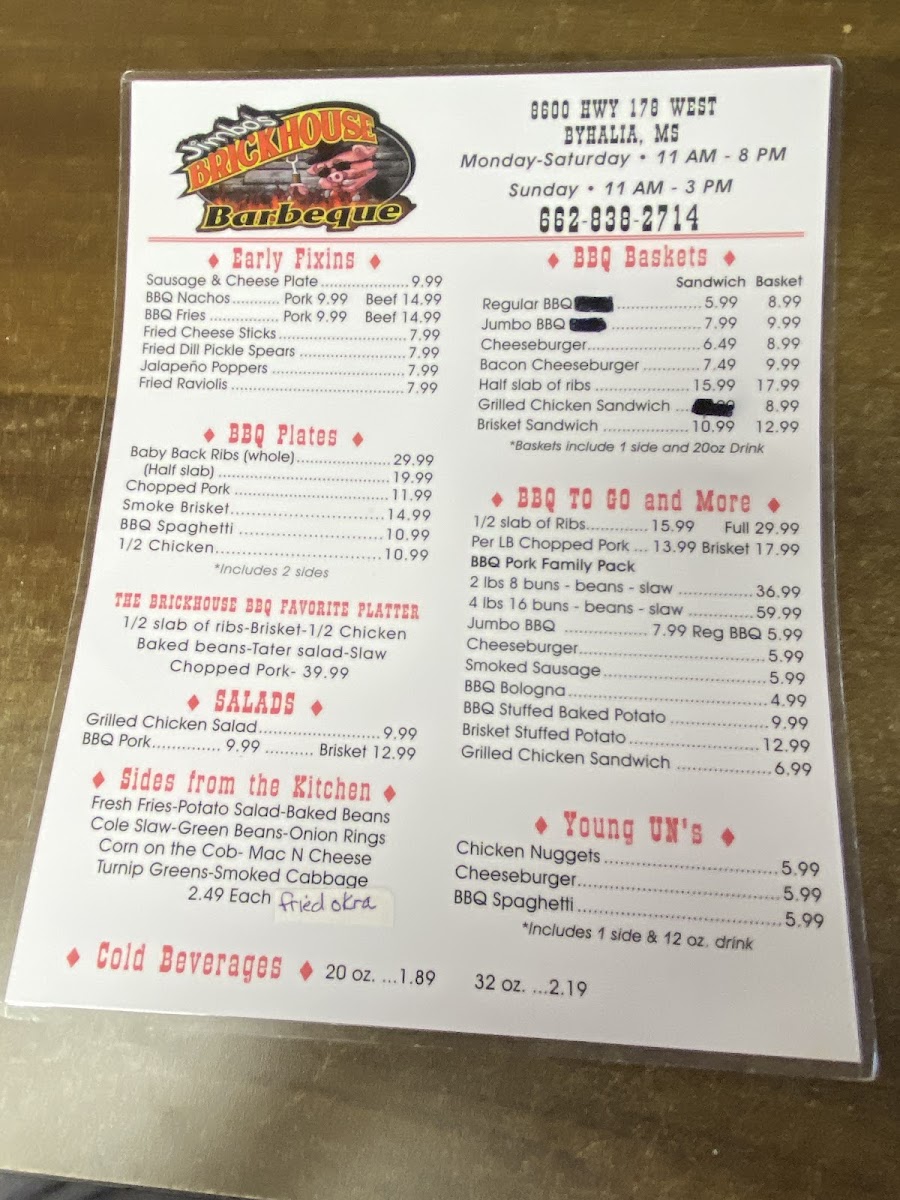 Jimbo's
BRICKHOUSE
Barbeque
8600 HWY 178 WEST
BYHALIA, MS
Monday-Saturday • 11 AM - 8 PM
Sunday • 11 AM - 3 PM
662-838-2714
♦ Early Fixins ♦
Sausage & Cheese Plate ..................... 9.99
BBQ Nachos ........... Pork 9.99 Beef 14.99
BBQ Fries ................ Pork 9.99 Beef 14.99
Fried Cheese Sticks ............................... 7.99
Fried Dill Pickle Spears .......................... 7.99
Jalapeño Poppers ................................ 7.99
Fried Raviolis ......................................... 7.99
♦ BBQ Plates ♦
Baby Back Ribs (whole) ..................... 29.99
(Half slab) ....................................... 19.99
Chopped Pork ................................... 11.99
Smoke Brisket ................................... 14.99
BBQ Spaghetti ................................. 10.99
1/2 Chicken ..................................... 10.99
*Includes 2 sides
THE BRICKHOUSE BBQ FAVORITE PLATTER
1/2 slab of ribs-Brisket-1/2 Chicken
Baked beans-Tater salad-Slaw
Chopped Pork- 39.99
♦ SALADS ♦
Grilled Chicken Salad ......................... 9.99
BBQ Pork .............. 9.99 .......... Brisket 12.99
♦ Sides from the Kitchen ♦
Fresh Fries-Potato Salad-Baked Beans
Cole Slaw-Green Beans-Onion Rings
Corn on the Cob- Mac N Cheese
Turnip Greens-Smoked Cabbage
2.49 Each fried okra
♦ BBQ Baskets ♦
Sandwich Basket
Regular BBQ ..................... 5.99 8.99
Jumbo BBQ ..................... 7.99 9.99
Cheeseburger ..................... 6.49 8.99
Bacon Cheeseburger ............ 7.49 9.99
Half slab of ribs ..................... 15.99 17.99
Grilled Chicken Sandwich .... 8.99
Brisket Sandwich ................... 10.99 12.99
*Baskets include 1 side and 20oz Drink
♦ BBQ TO GO and More ♦
1/2 slab of Ribs ............ 15.99 Full 29.99
Per LB Chopped Pork ... 13.99 Brisket 17.99
BBQ Pork Family Pack
2 lbs 8 buns - beans - slaw ................ 36.99
4 lbs 16 buns - beans - slaw .............. 59.99
Jumbo BBQ .................. 7.99 Reg BBQ 5.99
Cheeseburger ..................................... 5.99
Smoked Sausage ................................ 5.99
BBQ Bologna ...................................... 4.99
BBQ Stuffed Baked Potato .................. 9.99
Brisket Stuffed Potato ........................ 12.99
Grilled Chicken Sandwich .................. 6.99
♦ Young UN's ♦
Chicken Nuggets ................................ 5.99
Cheeseburger ..................................... 5.99
BBQ Spaghetti .................................... 5.99
*Includes 1 side & 12 oz. drink
♦ Cold Beverages ♦ 20 oz. ...1.89 32 oz. ...2.19